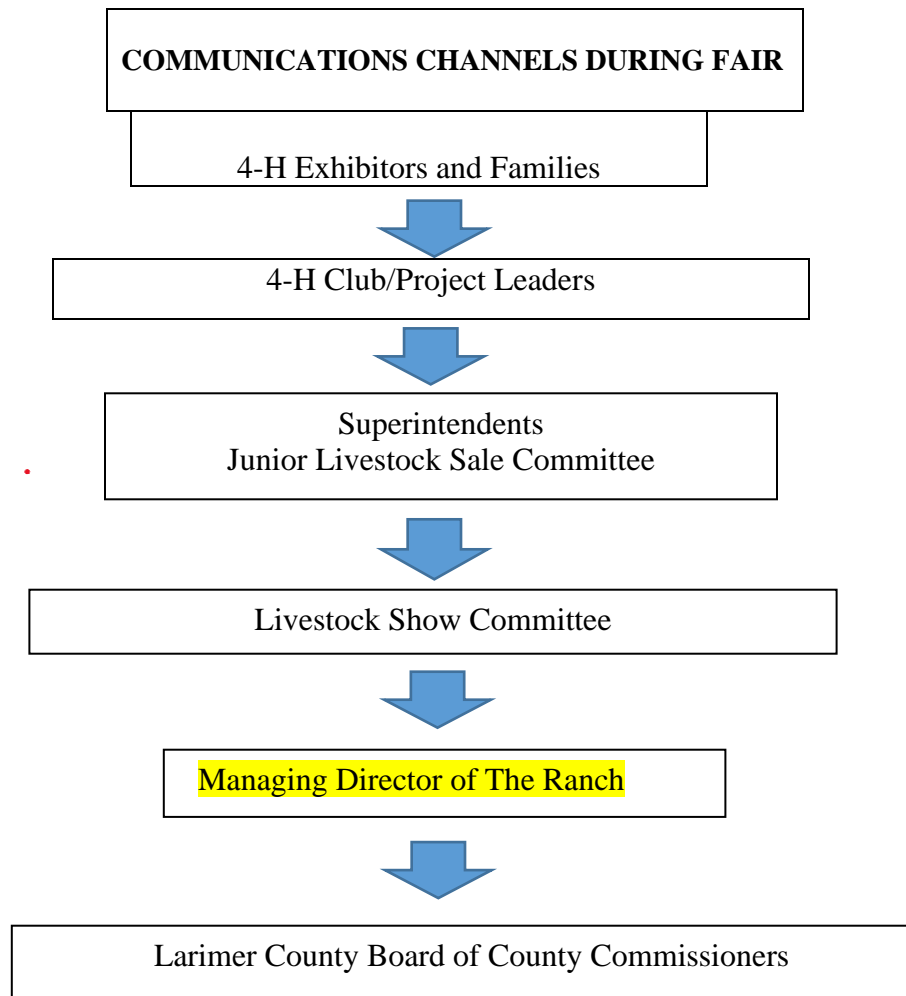 COMMUNICATIONS CHANNELS DURING FAIR
4-H Exhibitors and Families
4-H Club/Project Leaders
Superintendents
Junior Livestock Sale Committee
Livestock Show Committee
Managing Director of The Ranch
Larimer County Board of County Commissioners